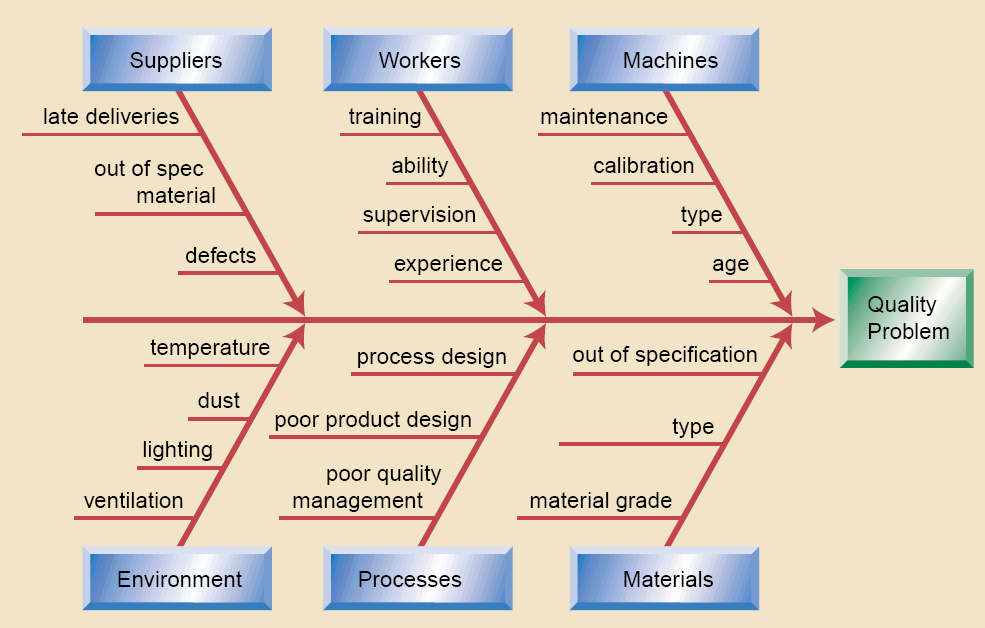 Suppliers
Workers
Machines
late deliveries
out of spec
material
defects
training
ability
supervision
experience
maintenance
calibration
type
age
Quality
Problem
temperature
dust
lighting
ventilation
process design
poor product design
poor quality
management
out of specification
type
material grade
Environment
Processes
Materials